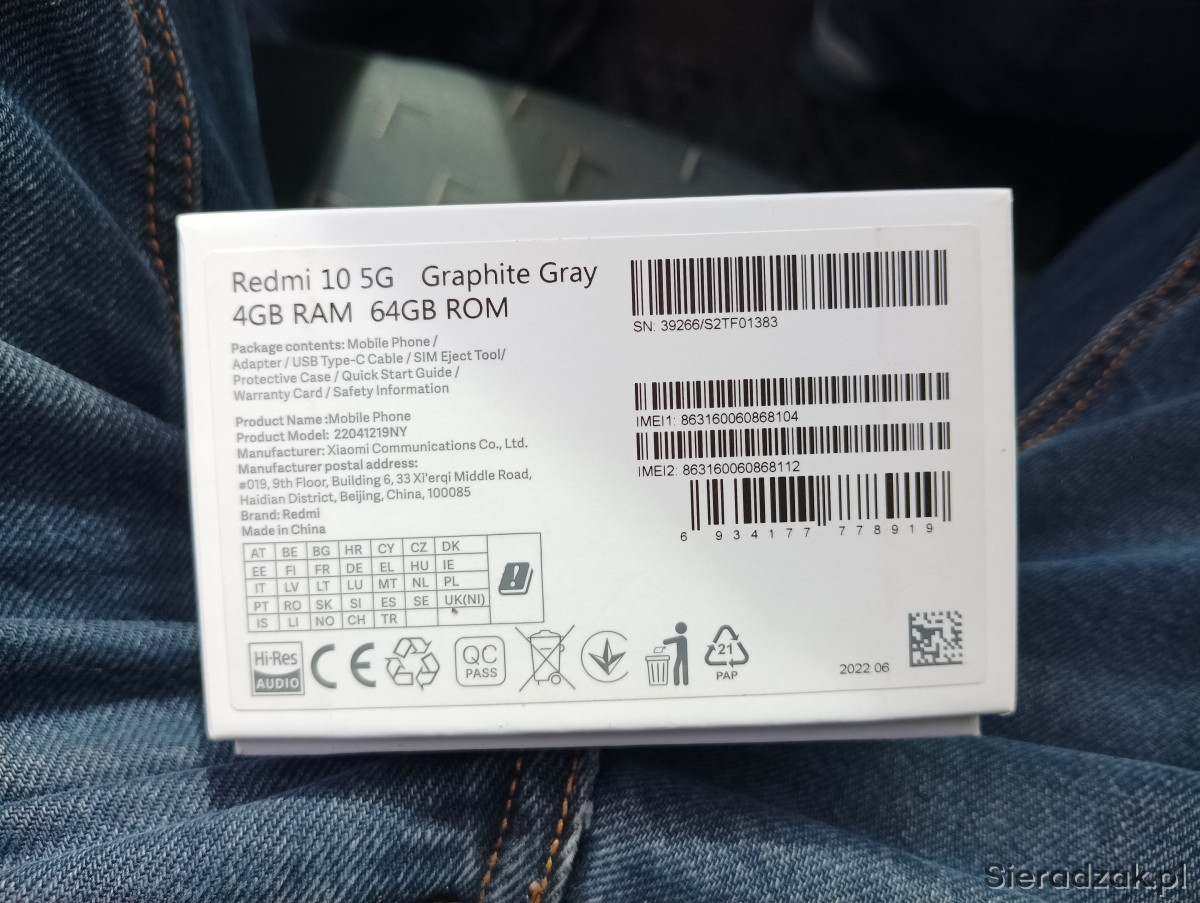 Redmi 10 5G Graphite Gray
4GB RAM 64GB ROM
Package contents: Mobile Phone /
Adapter / USB Type-C Cable / SIM Eject Tool/
Protective Case / Quick Start Guide /
Warranty Card / Safety Information
Product Name :Mobile Phone
Product Model: 22041219NY
Manufacturer: Xiaomi Communications Co., Ltd.
Manufacturer postal address:
#019, 9th Floor, Building 6, 33 Xi'erqi Middle Road,
Haidian District, Beijing, China, 100085
Brand: Redmi
Made in China
AT BE BG HR CY CZ DK
EE FI FR DE EL HU IE
IT LV LT LU MT NL PL
PT RO SK SI ES SE UK(NI)
IS LI NO CH TR
Hi-Res
AUDIO
CE
QC
PASS
21
PAP
SN: 39266/S2TF01383
IMEI1: 863160060868104
IMEI2: 863160060868112
6 934177 778919
2022 06
Sieradzak.pl